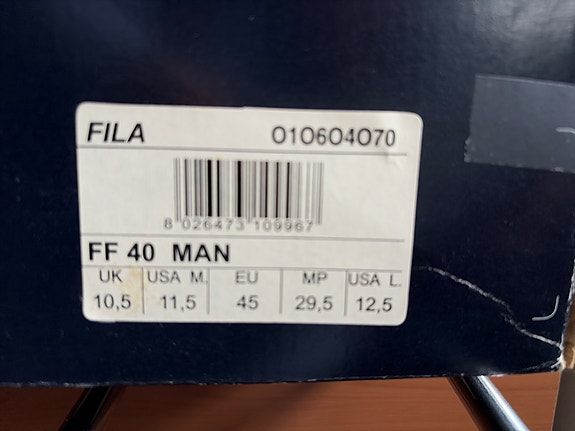 FILA 010604070
8 026473 109967
FF 40 MAN
UK USA M. EU MP USA L.
10,5 11,5 45 29,5 12,5